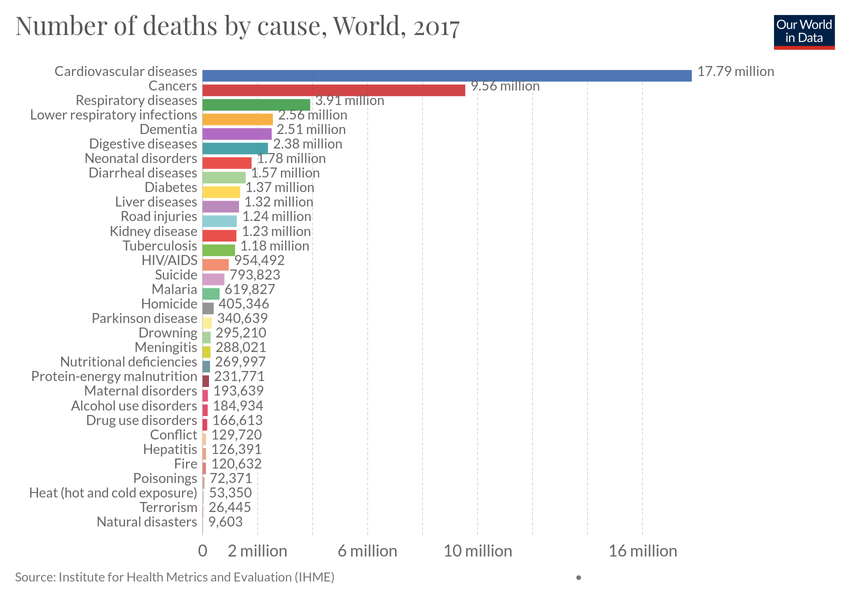 Number of deaths by cause, World, 2017
Our World
in Data
Cardiovascular diseases 17.79 million
Cancers 9.56 million
Respiratory diseases 3.91 million
Lower respiratory infections 2.56 million
Dementia 2.51 million
Digestive diseases 2.38 million
Neonatal disorders 1.78 million
Diarrheal diseases 1.57 million
Diabetes 1.37 million
Liver diseases 1.32 million
Road injuries 1.24 million
Kidney disease 1.23 million
Tuberculosis 1.18 million
HIV/AIDS 954,492
Suicide 793,823
Malaria 619,827
Homicide 405,346
Parkinson disease 340,639
Drowning 295,210
Meningitis 288,021
Nutritional deficiencies 269,997
Protein-energy malnutrition 231,771
Maternal disorders 193,639
Alcohol use disorders 184,934
Drug use disorders 166,613
Conflict 129,720
Hepatitis 126,391
Fire 120,632
Poisonings 72,371
Heat (hot and cold exposure) 53,350
Terrorism 26,445
Natural disasters 9,603
0 2 million 6 million 10 million 16 million
Source: Institute for Health Metrics and Evaluation (IHME) •